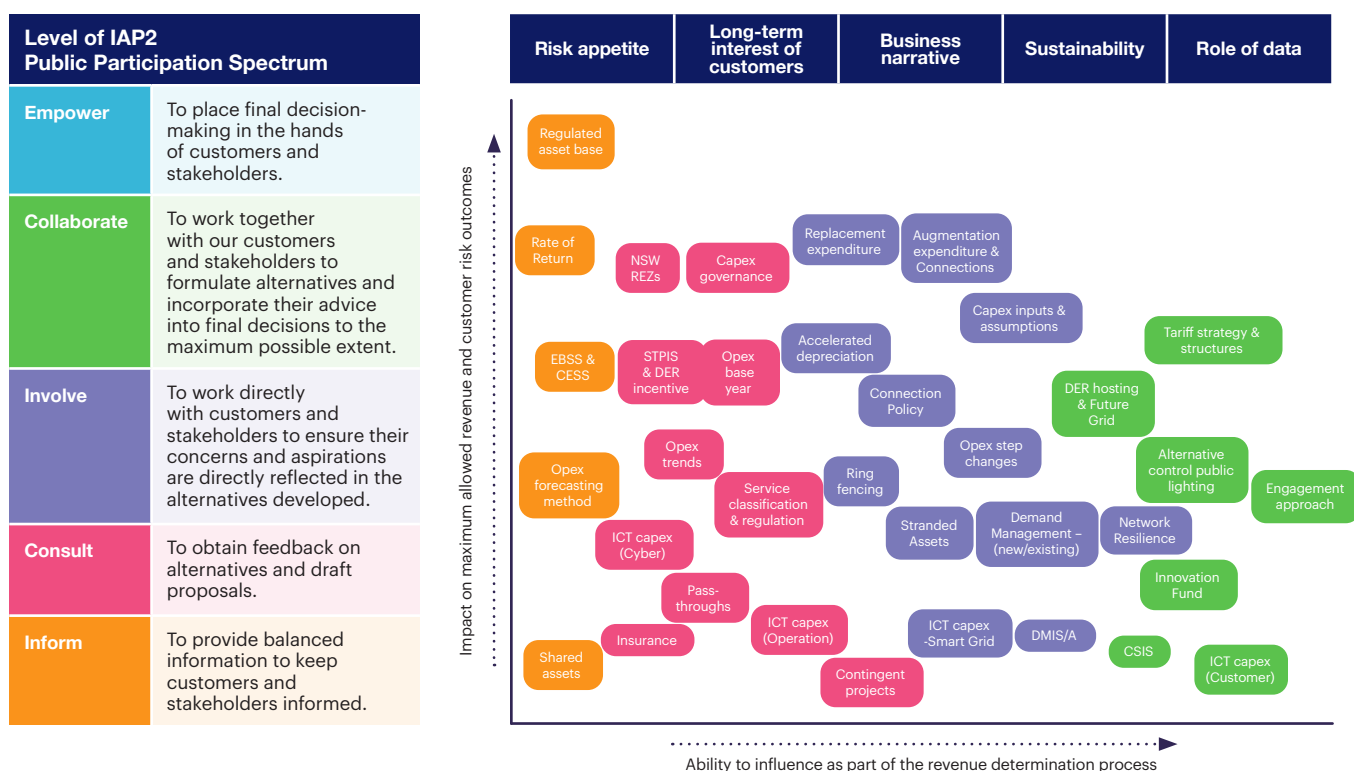 Level of IAP2
Public Participation Spectrum
Empower
To place final decision-
making in the hands
of customers and
stakeholders.
Collaborate
To work together
with our customers
and stakeholders to
formulate alternatives and
incorporate their advice
into final decisions to the
maximum possible extent.
Involve
To work directly
with customers and
stakeholders to ensure their
concerns and aspirations
are directly reflected in the
alternatives developed.
Consult
To obtain feedback on
alternatives and draft
proposals.
Inform
To provide balanced
information to keep
customers and
stakeholders informed.
Risk appetite
Long-term
interest of
customers
Business
narrative
Sustainability
Role of data
Impact on maximum allowed revenue and customer risk outcomes
Regulated
asset base
Rate of
Return
NSW
REZs
Capex
governance
Replacement
expenditure
Augmentation
expenditure &
Connections
Capex inputs &
assumptions
Tariff strategy &
structures
EBSS &
CESS
STPIS
& DER
incentive
Opex
base
year
Accelerated
depreciation
Connection
Policy
DER hosting
& Future
Grid
Opex
trends
Opex step
changes
Alternative
control public
lighting
Opex
forecasting
method
Service
classification
& regulation
Ring
fencing
Engagement
approach
ICT capex
(Cyber)
Stranded
Assets
Demand
Management –
(new/existing)
Network
Resilience
Pass-
throughs
Innovation
Fund
Insurance
ICT capex
(Operation)
ICT capex
-Smart Grid
DMIS/A
CSIS
Shared
assets
Contingent
projects
ICT capex
(Customer)
Ability to influence as part of the revenue determination process